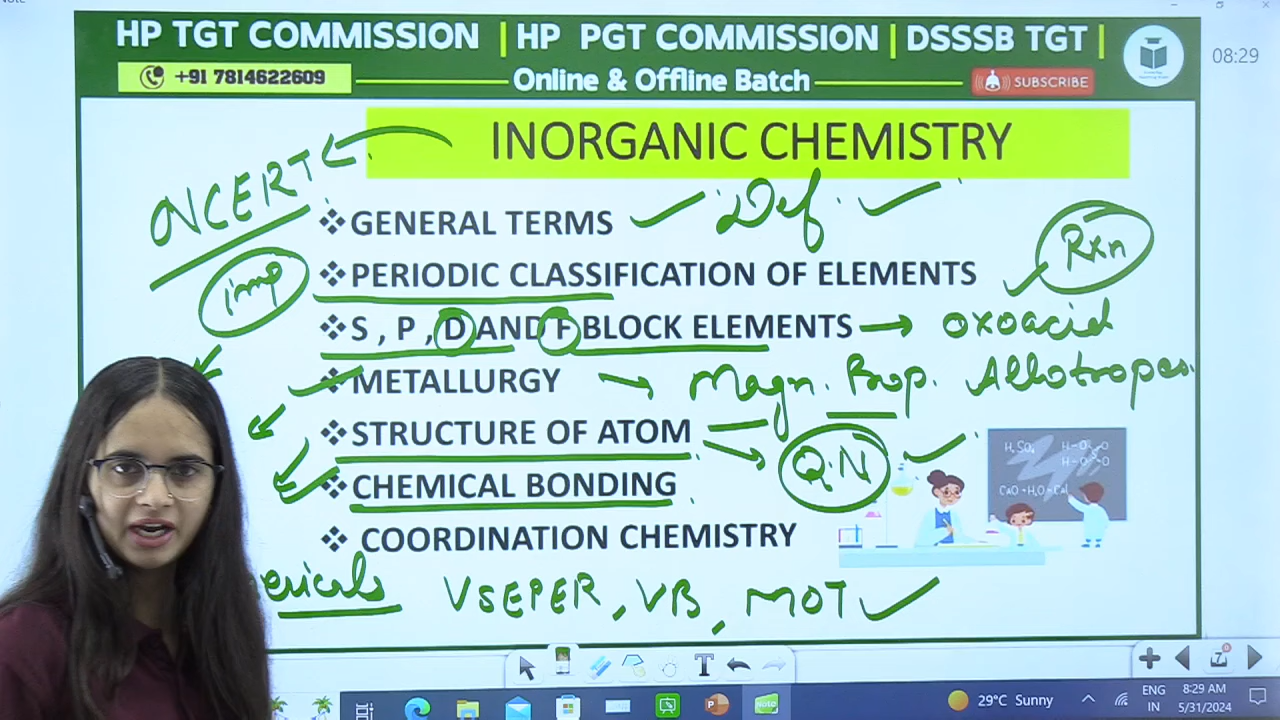 Note
HP TGT COMMISSION | HP PGT COMMISSION | DSSSB TGT |
+91 7814622609
Online & Offline Batch
SUBSCRIBE
08:29
INORGANIC CHEMISTRY
NCERT
❖GENERAL TERMS Def.
Rxn
imp
❖PERIODIC CLASSIFICATION OF ELEMENTS
❖S , P , D AND F BLOCK ELEMENTS → oxoacid
❖METALLURGY → Magn. Prop. Allotropes.
❖STRUCTURE OF ATOM
Q.N
❖CHEMICAL BONDING
❖ COORDINATION CHEMISTRY
ericals VSEPER, VB, MOT
T
ENG
IN
29°C Sunny
8:29 AM
5/31/2024